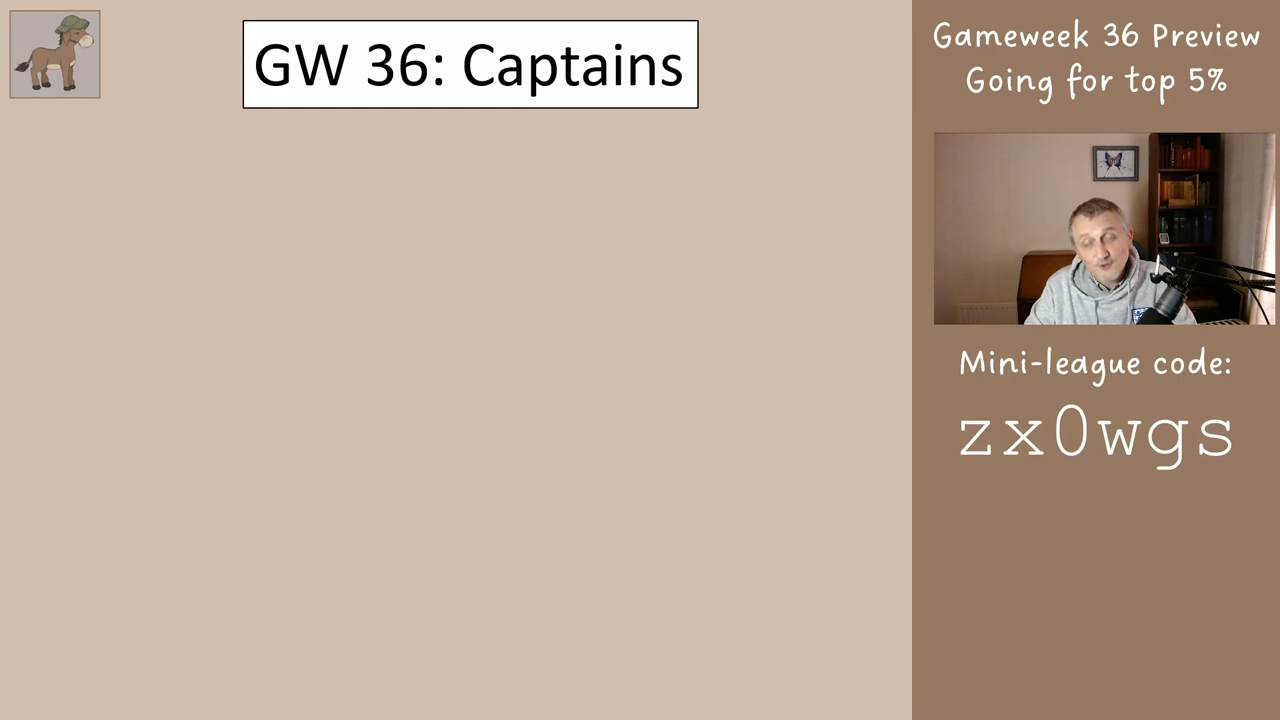 GW 36: Captains
Gameweek 36 Preview
Going for top 5%
Mini-league code:
zx0wgs